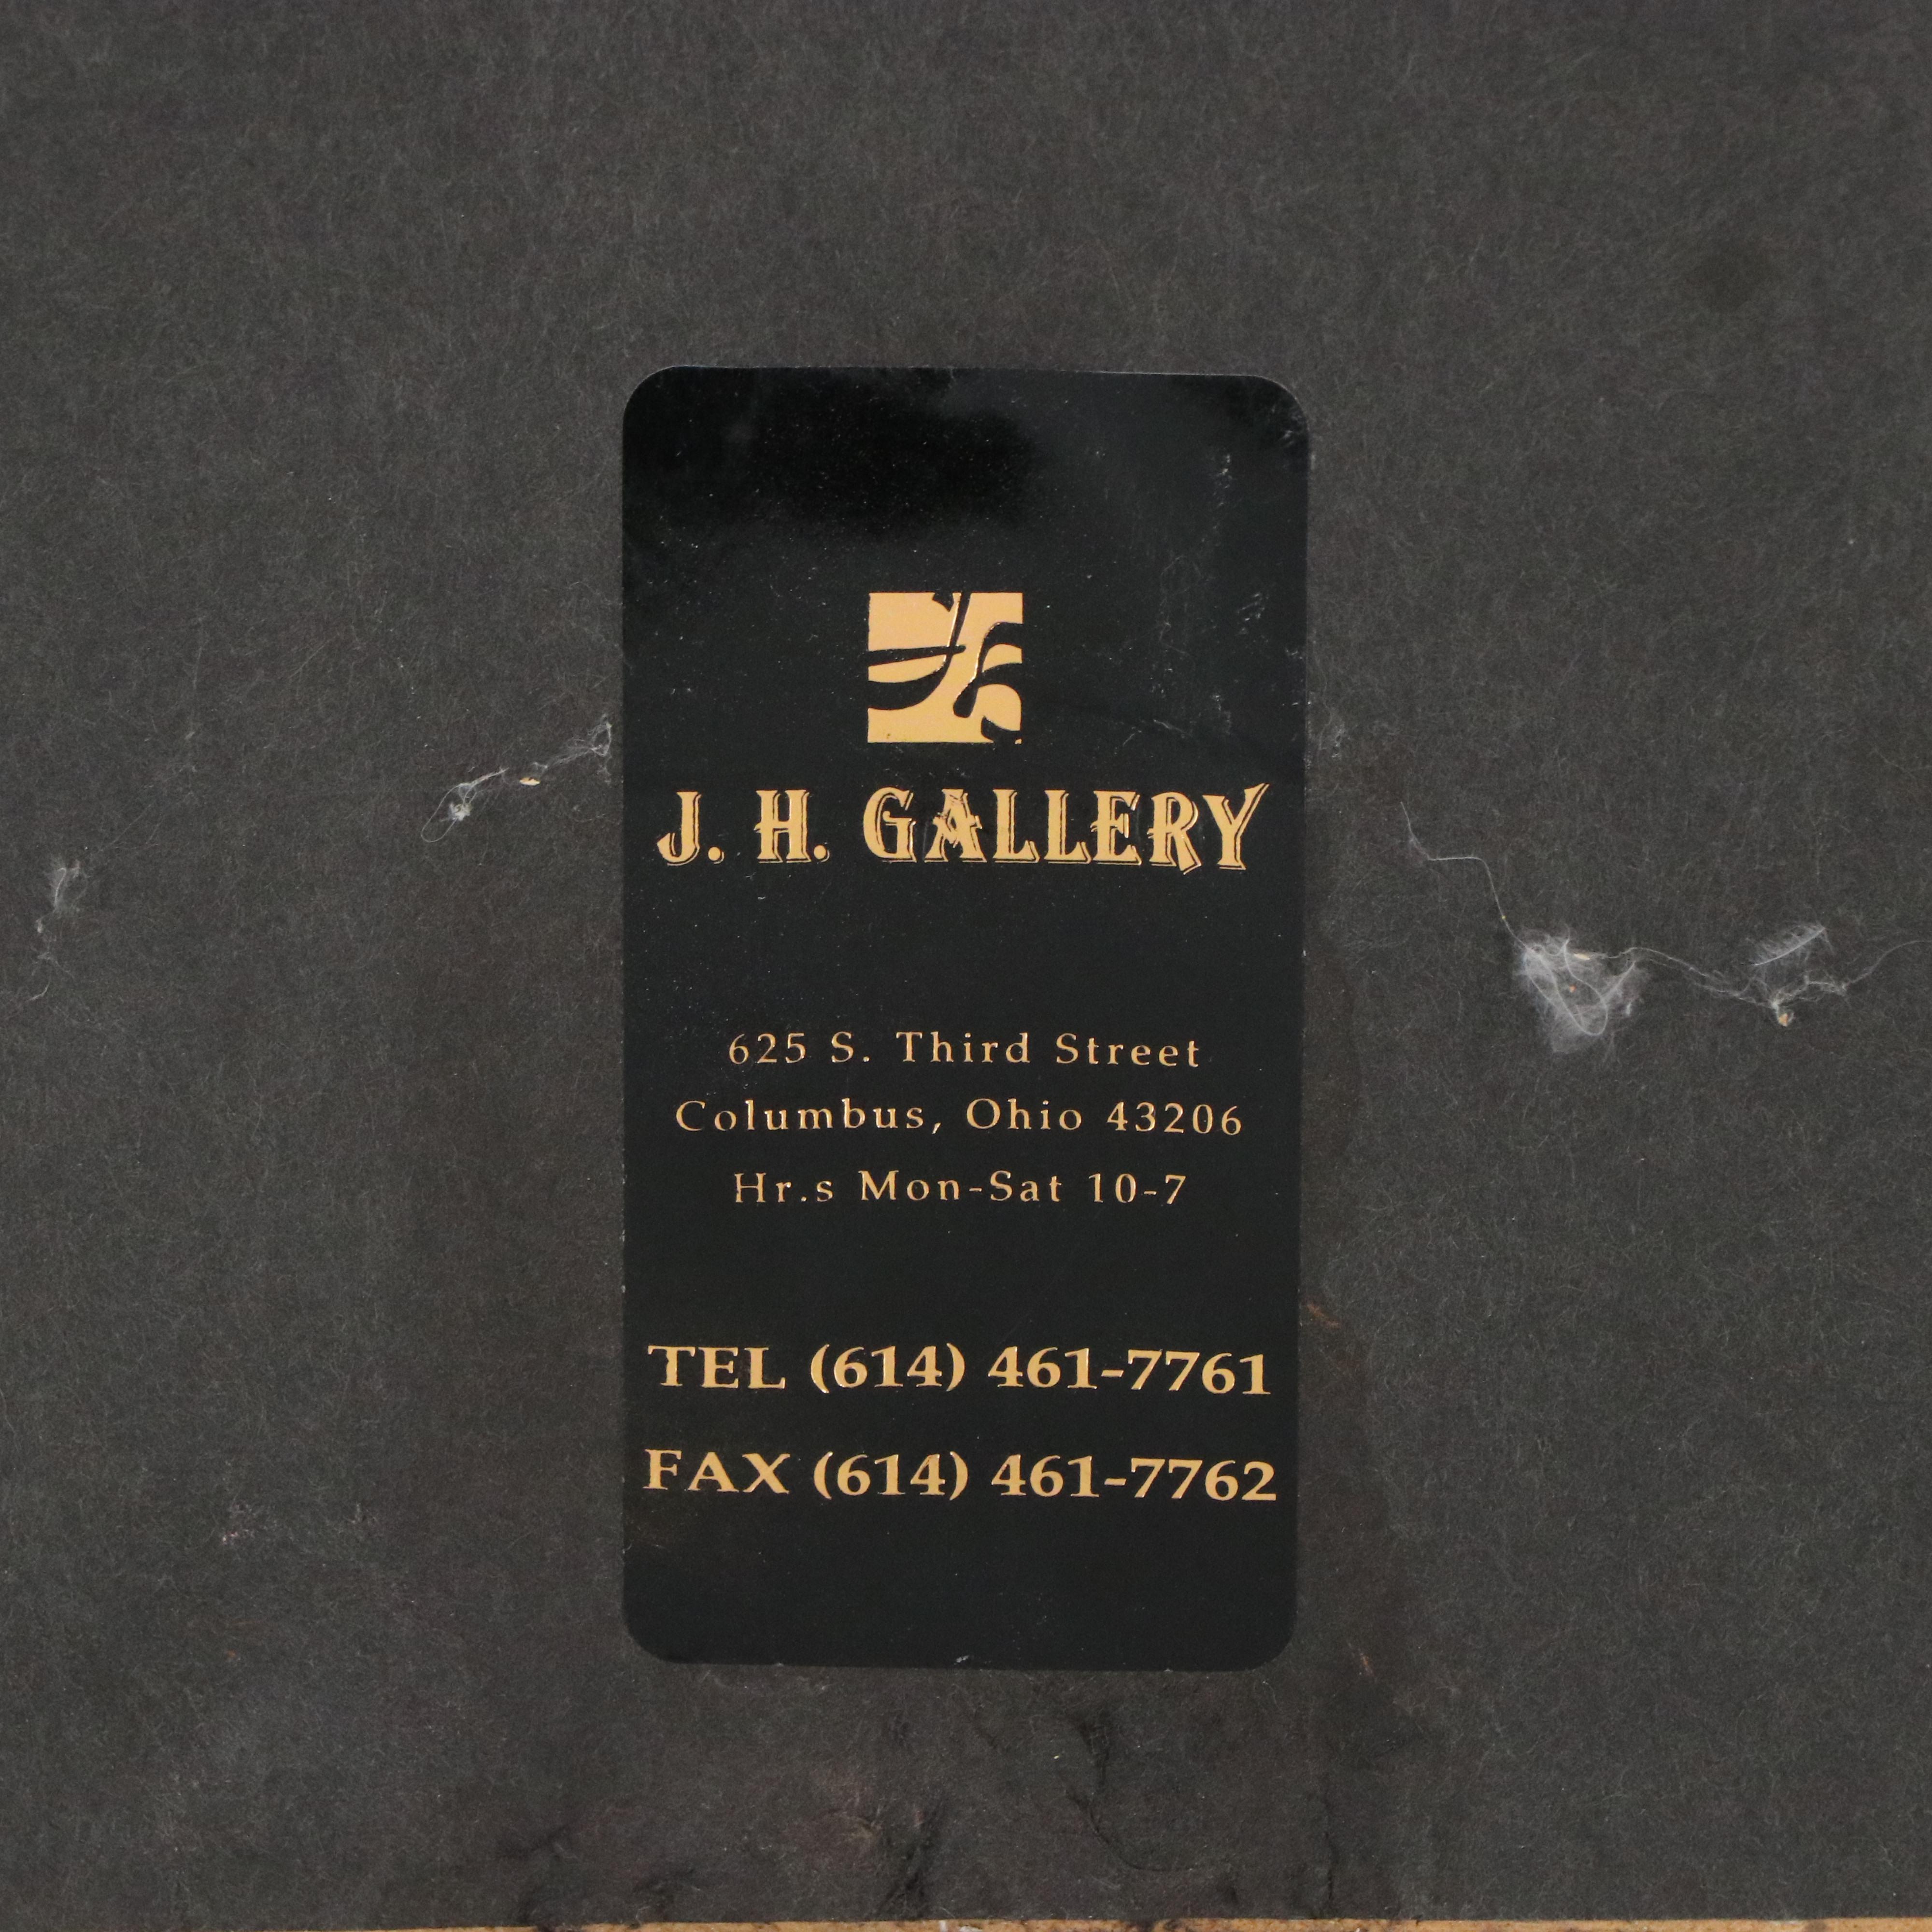 J. H. GALLERY
625 S. Third Street
Columbus, Ohio 43206
Hr.s Mon-Sat 10-7
TEL (614) 461-7761
FAX (614) 461-7762